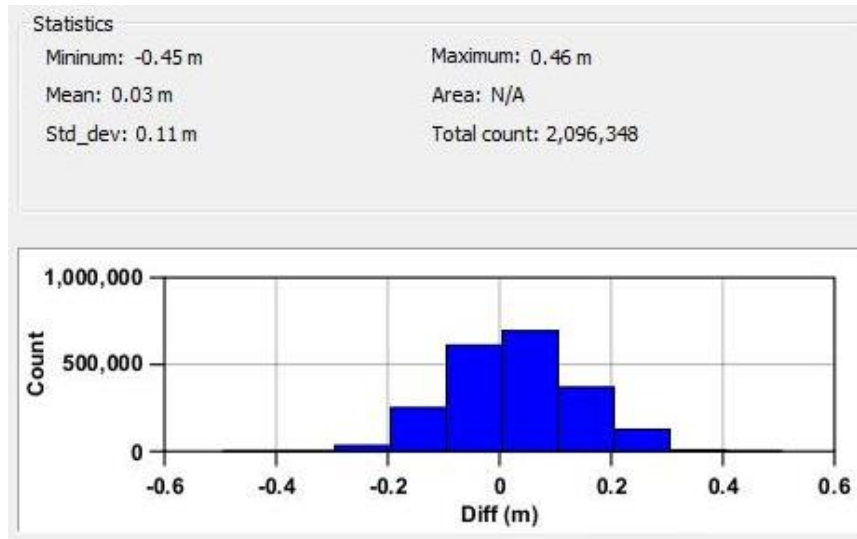 Statistics
Mininum: -0.45 m
Maximum: 0.46 m
Mean: 0.03 m
Area: N/A
Std_dev: 0.11 m
Total count: 2,096,348
1,000,000
500,000
0
Count
-0.6 -0.4 -0.2 0 0.2 0.4 0.6
Diff (m)